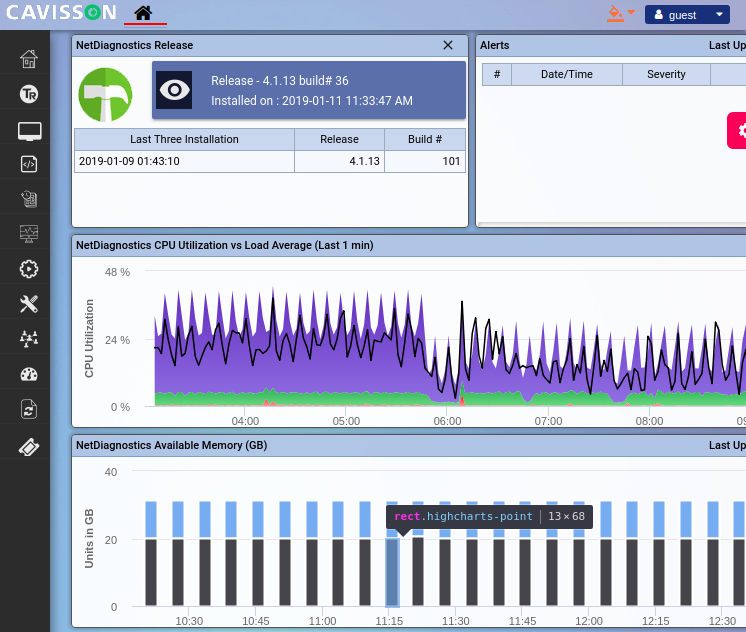 CAVISSON
guest
NetDiagnostics Release
Release - 4.1.13 build# 36
Installed on : 2019-01-11 11:33:47 AM
Last Three Installation Release Build #
2019-01-09 01:43:10 4.1.13 101
Alerts Last Up
# Date/Time Severity
TR
NetDiagnostics CPU Utilization vs Load Average (Last 1 min)
CPU Utilization
48 %
24 %
0 %
04:00 05:00 06:00 07:00 08:00 09
NetDiagnostics Available Memory (GB) Last Up
Units in GB
40
20
0
rect.highcharts-point 13×68
10:30 10:45 11:00 11:15 11:30 11:45 12:00 12:15 12:30